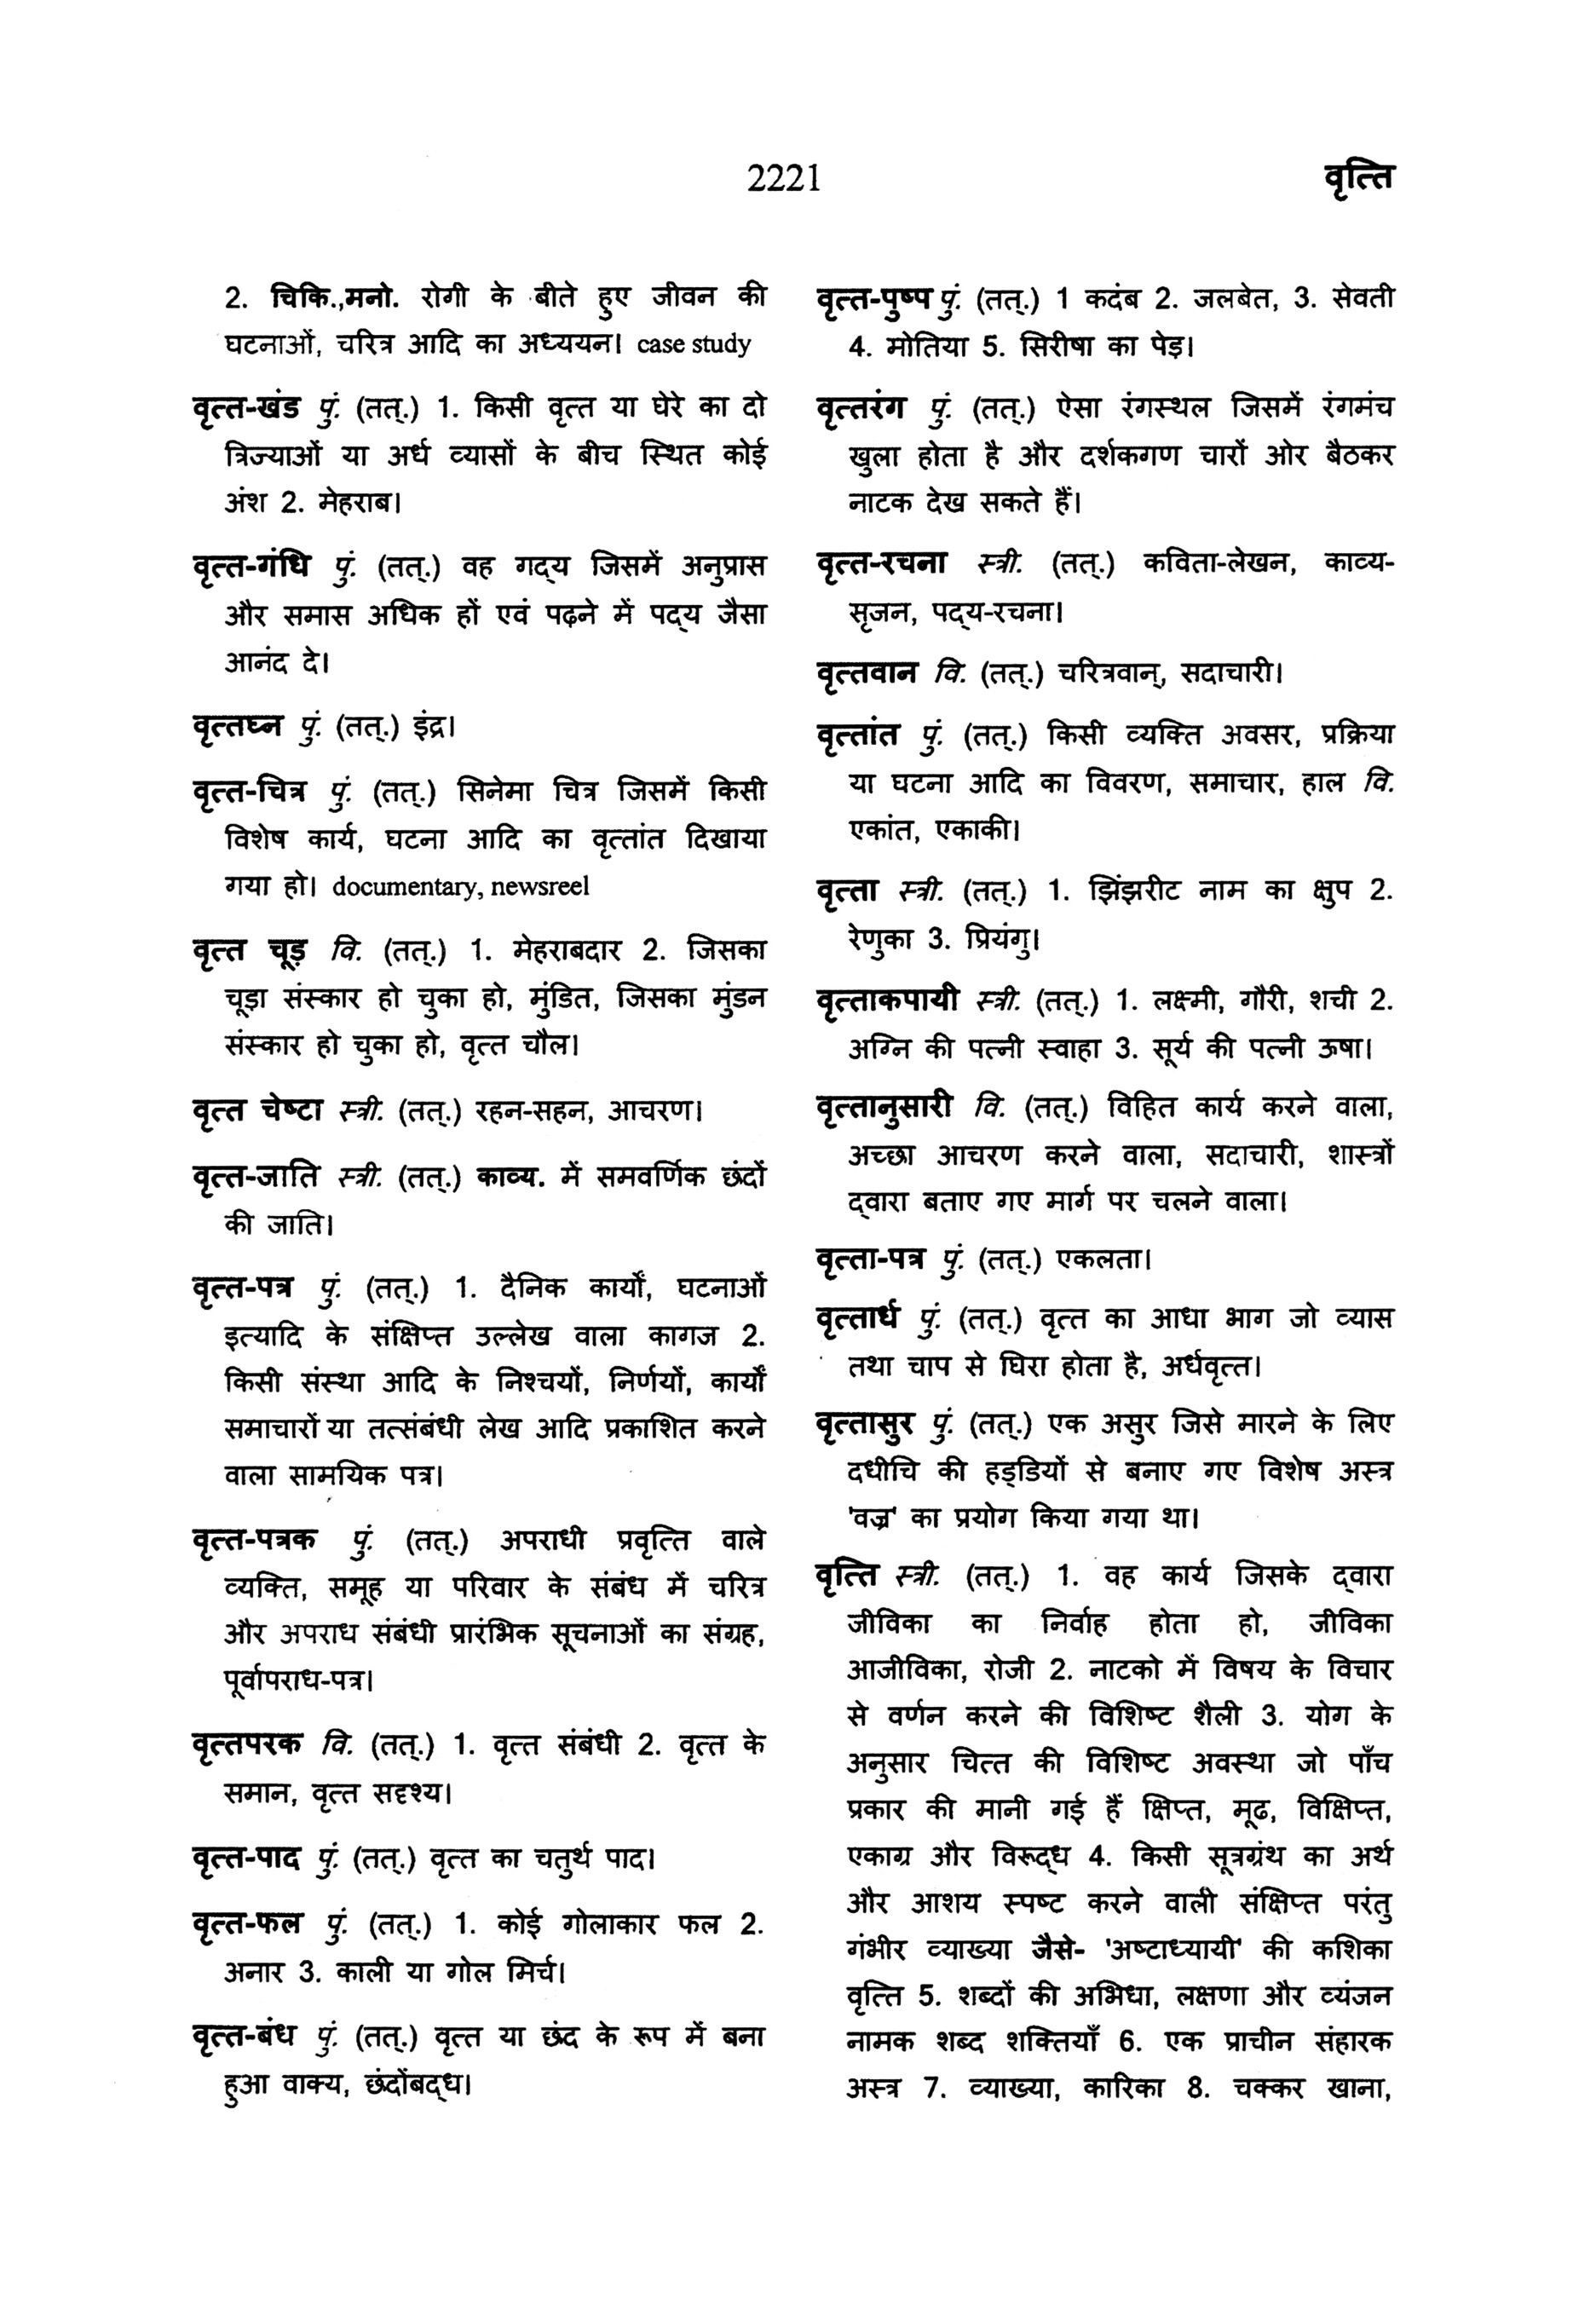 2221
वृत्ति
2. चिकि.,मनो. रोगी के बीते हुए जीवन की
घटनाओं, चरित्र आदि का अध्ययन। case study
वृत्त-खंड पुं. (तत्.) 1. किसी वृत्त या घेरे का दो
त्रिज्याओं या अर्ध व्यासों के बीच स्थित कोई
अंश 2. मेहराब।
वृत्त-गंधि पुं. (तत्.) वह गद्य जिसमें अनुप्रास
और समास अधिक हों एवं पढ़ने में पद्य जैसा
आनंद दे।
वृत्तघ्न पुं. (तत्.) इंद्र।
वृत्त-चित्र पुं. (तत्.) सिनेमा चित्र जिसमें किसी
विशेष कार्य, घटना आदि का वृत्तांत दिखाया
गया हो। documentary, newsreel
वृत्त चूड़ वि. (तत्.) 1. मेहराबदार 2. जिसका
चूड़ा संस्कार हो चुका हो, मुंडित, जिसका मुंडन
संस्कार हो चुका हो, वृत्त चौल।
वृत्त चेष्टा स्त्री. (तत्.) रहन-सहन, आचरण।
वृत्त-जाति स्त्री. (तत्.) काव्य. में समवर्णिक छंदों
की जाति।
वृत्त-पत्र पुं. (तत्.) 1. दैनिक कार्यों, घटनाओं
इत्यादि के संक्षिप्त उल्लेख वाला कागज 2.
किसी संस्था आदि के निश्चयों, निर्णयों, कार्यों
समाचारों या तत्संबंधी लेख आदि प्रकाशित करने
वाला सामयिक पत्र।
वृत्त-पत्रक पुं. (तत्.) अपराधी प्रवृत्ति वाले
व्यक्ति, समूह या परिवार के संबंध में चरित्र
और अपराध संबंधी प्रारंभिक सूचनाओं का संग्रह,
पूर्वापराध-पत्र।
वृत्तपरक वि. (तत्.) 1. वृत्त संबंधी 2. वृत्त के
समान, वृत्त सदृश्य।
वृत्त-पाद पुं. (तत्.) वृत्त का चतुर्थ पाद।
वृत्त-फल पुं. (तत्.) 1. कोई गोलाकार फल 2.
अनार 3. काली या गोल मिर्च।
वृत्त-बंध पुं. (तत्.) वृत्त या छंद के रूप में बना
हुआ वाक्य, छंदोंबद्ध।
वृत्त-पुष्प पुं. (तत्.) 1 कदंब 2. जलबेत, 3. सेवती
4. मोतिया 5. सिरीषा का पेड़।
वृत्तरंग पुं. (तत्.) ऐसा रंगस्थल जिसमें रंगमंच
खुला होता है और दर्शकगण चारों ओर बैठकर
नाटक देख सकते हैं।
वृत्त-रचना स्त्री. (तत्.) कविता-लेखन, काव्य-
सृजन, पद्य-रचना।
वृत्तवान वि. (तत्.) चरित्रवान्, सदाचारी।
वृत्तांत पुं. (तत्.) किसी व्यक्ति अवसर, प्रक्रिया
या घटना आदि का विवरण, समाचार, हाल वि.
एकांत, एकाकी।
वृत्ता स्त्री. (तत्.) 1. झिंझरीट नाम का क्षुप 2.
रेणुका 3. प्रियंगु।
वृत्ताकपायी स्त्री. (तत्.) 1. लक्ष्मी, गौरी, शची 2.
अग्नि की पत्नी स्वाहा 3. सूर्य की पत्नी ऊषा।
वृत्तानुसारी वि. (तत्.) विहित कार्य करने वाला,
अच्छा आचरण करने वाला, सदाचारी, शास्त्रों
द्वारा बताए गए मार्ग पर चलने वाला।
वृत्ता-पत्र पुं. (तत्.) एकलता।
वृत्तार्ध पुं. (तत्.) वृत्त का आधा भाग जो व्यास
तथा चाप से घिरा होता है, अर्धवृत्त।
वृत्तासुर पुं. (तत्.) एक असुर जिसे मारने के लिए
दधीचि की हड्डियों से बनाए गए विशेष अस्त्र
'वज्र' का प्रयोग किया गया था।
वृत्ति स्त्री. (तत्.) 1. वह कार्य जिसके द्वारा
जीविका का निर्वाह होता हो, जीविका
आजीविका, रोजी 2. नाटको में विषय के विचार
से वर्णन करने की विशिष्ट शैली 3. योग के
अनुसार चित्त की विशिष्ट अवस्था जो पाँच
प्रकार की मानी गई हैं क्षिप्त, मूढ, विक्षिप्त,
एकाग्र और विरूद्ध 4. किसी सूत्रग्रंथ का अर्थ
और आशय स्पष्ट करने वाली संक्षिप्त परंतु
गंभीर व्याख्या जैसे- 'अष्टाध्यायी' की कशिका
वृत्ति 5. शब्दों की अभिधा, लक्षणा और व्यंजन
नामक शब्द शक्तियाँ 6. एक प्राचीन संहारक
अस्त्र 7. व्याख्या, कारिका 8. चक्कर खाना,